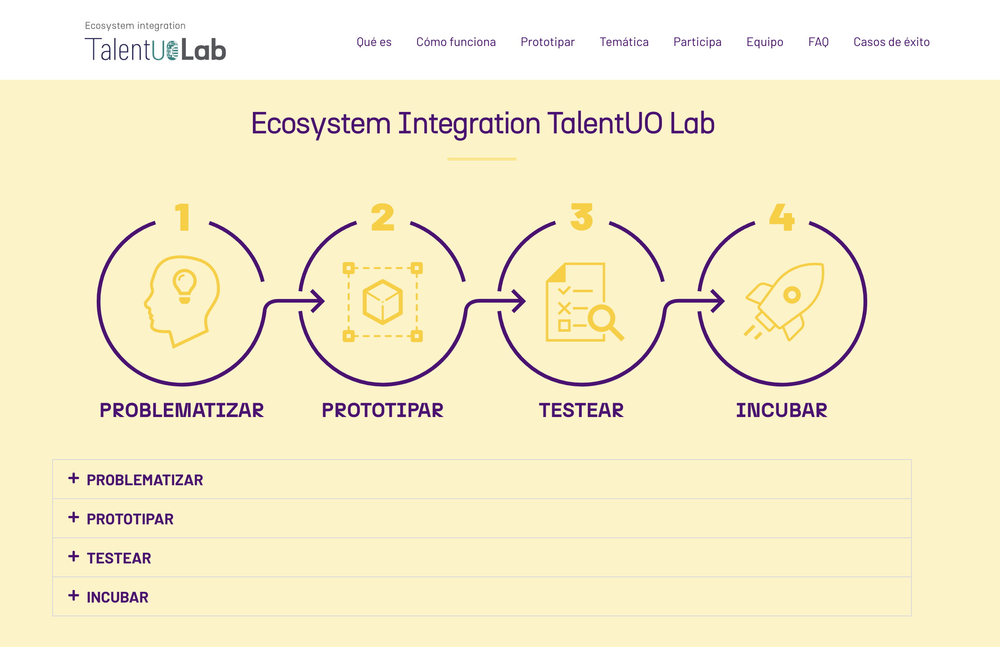 Ecosystem integration
TalentUOLab
Qué es Cómo funciona Prototipar Temática Participa Equipo FAQ Casos de éxito
Ecosystem Integration TalentUO Lab
1 2 3 4
PROBLEMATIZAR PROTOTIPAR TESTEAR INCUBAR
+ PROBLEMATIZAR
+ PROTOTIPAR
+ TESTEAR
+ INCUBAR